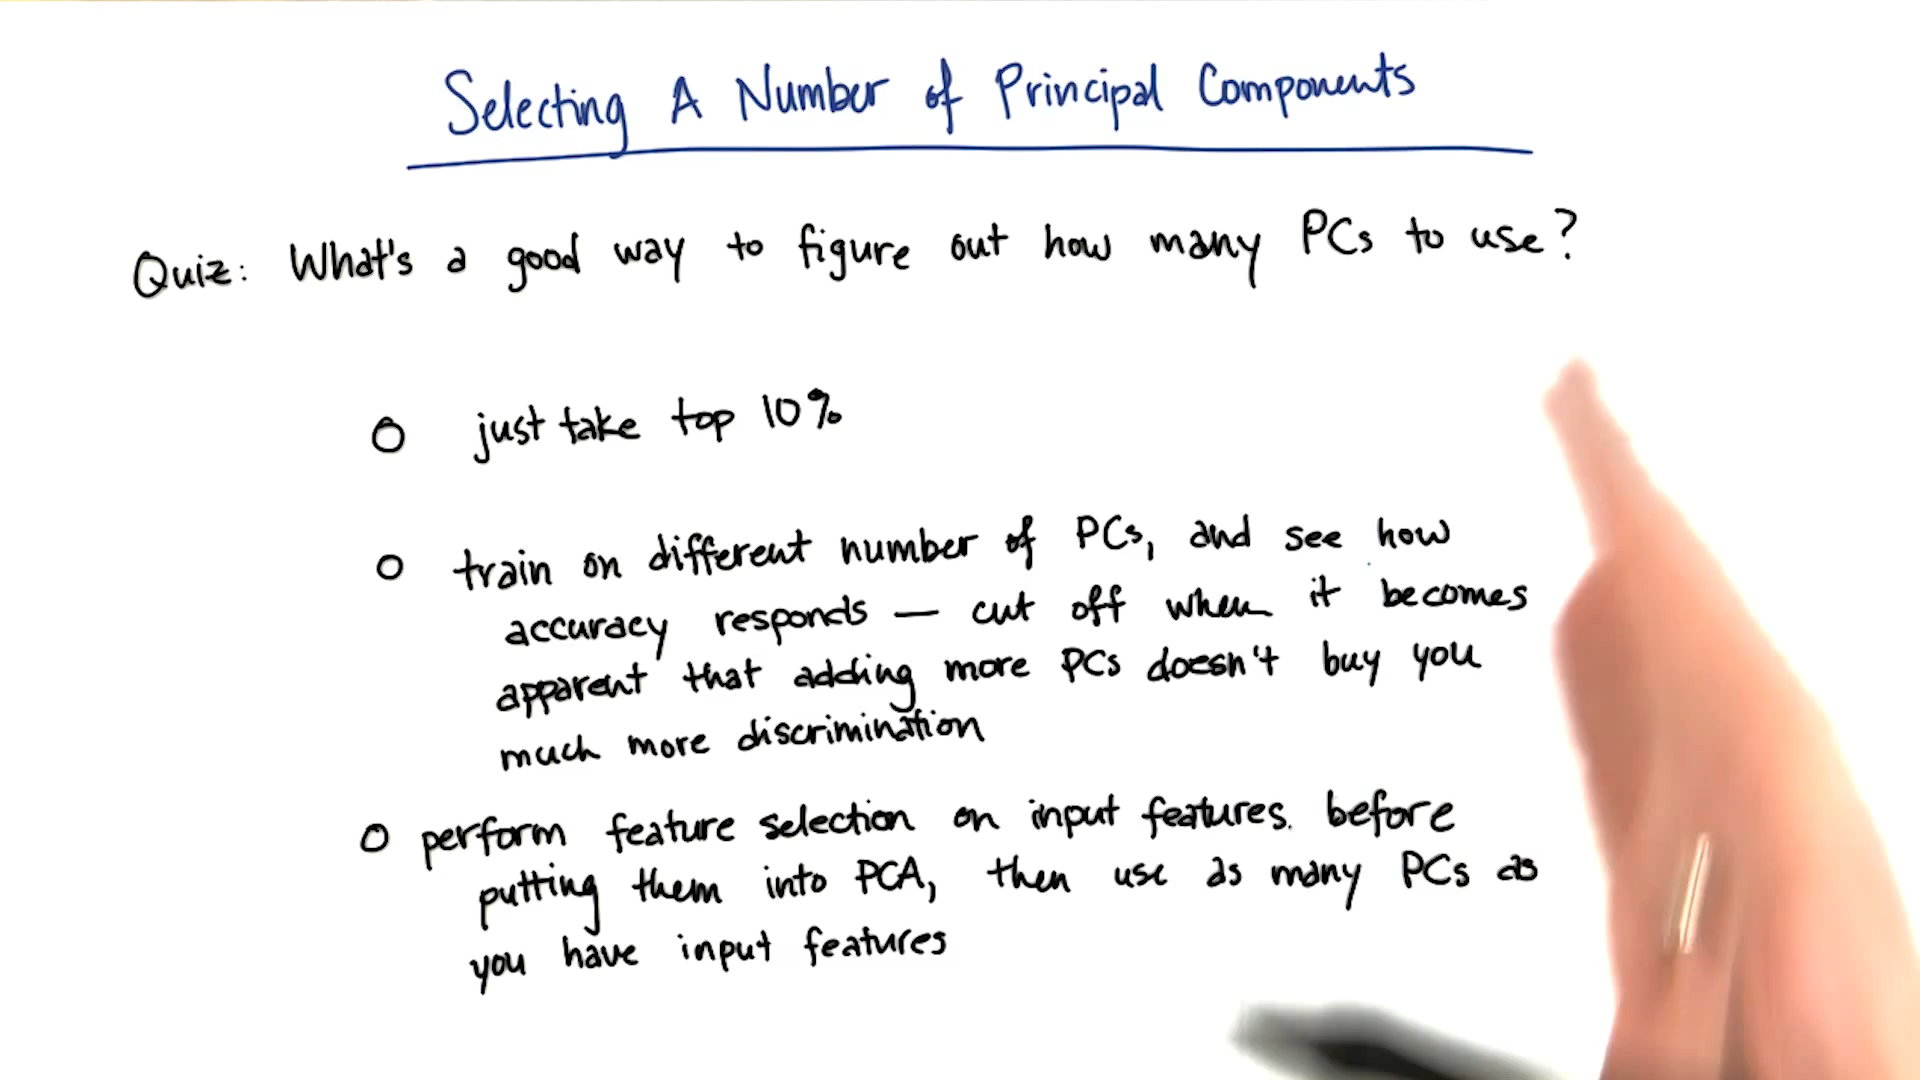 Selecting A Number of Principal Components
Quiz: What's a good way to figure out how many PCs to use?
just take top 10%
train on different number of PCs, and see how
accuracy responds — cut off when it becomes
apparent that adding more PCs doesn't buy you
much more discrimination
perform feature selection on input features. before
putting them into PCA, then use as many PCs as
you have input features